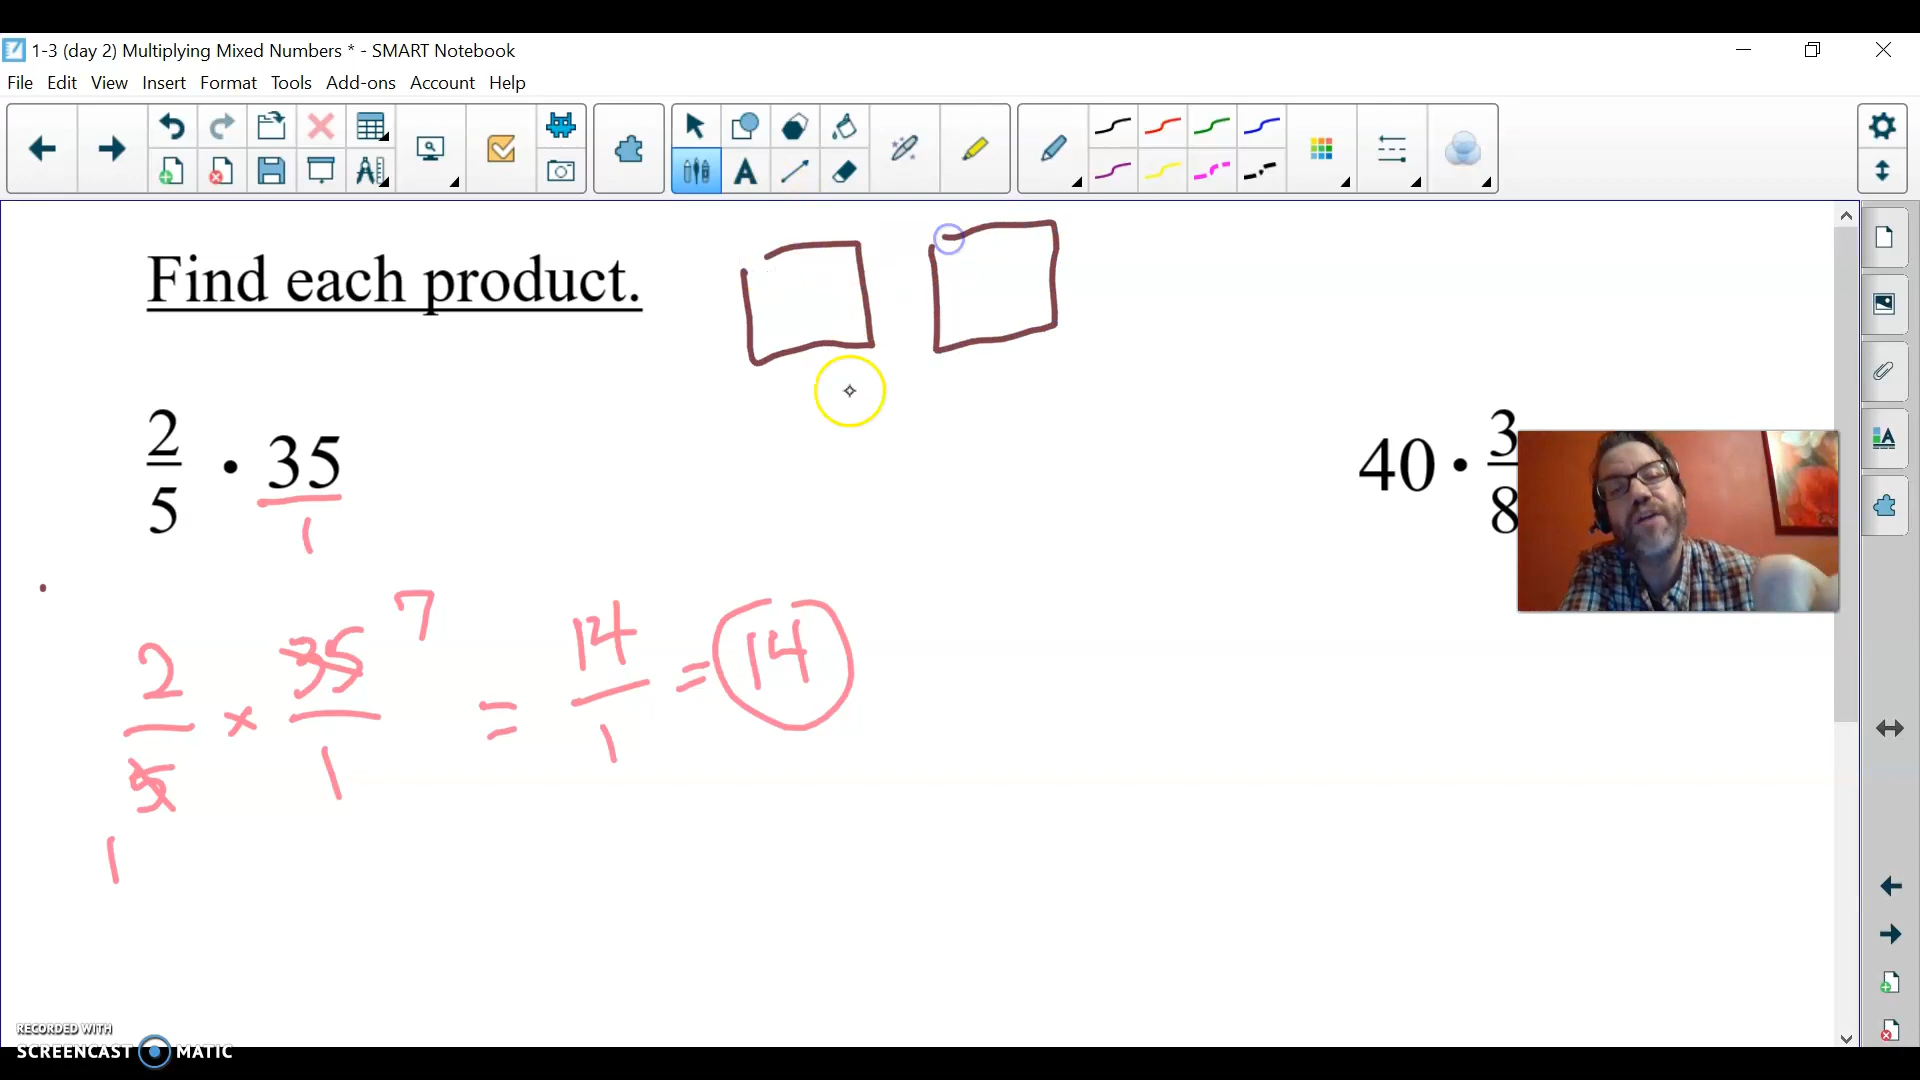 1-3 (day 2) Multiplying Mixed Numbers * - SMART Notebook
File Edit View Insert Format Tools Add-ons Account Help
Find each product.
2/5 • 35
1
40 • 3/8
2/5 × 35/1 = 14/1 = 14
7
1
RECORDED WITH
SCREENCAST MATIC